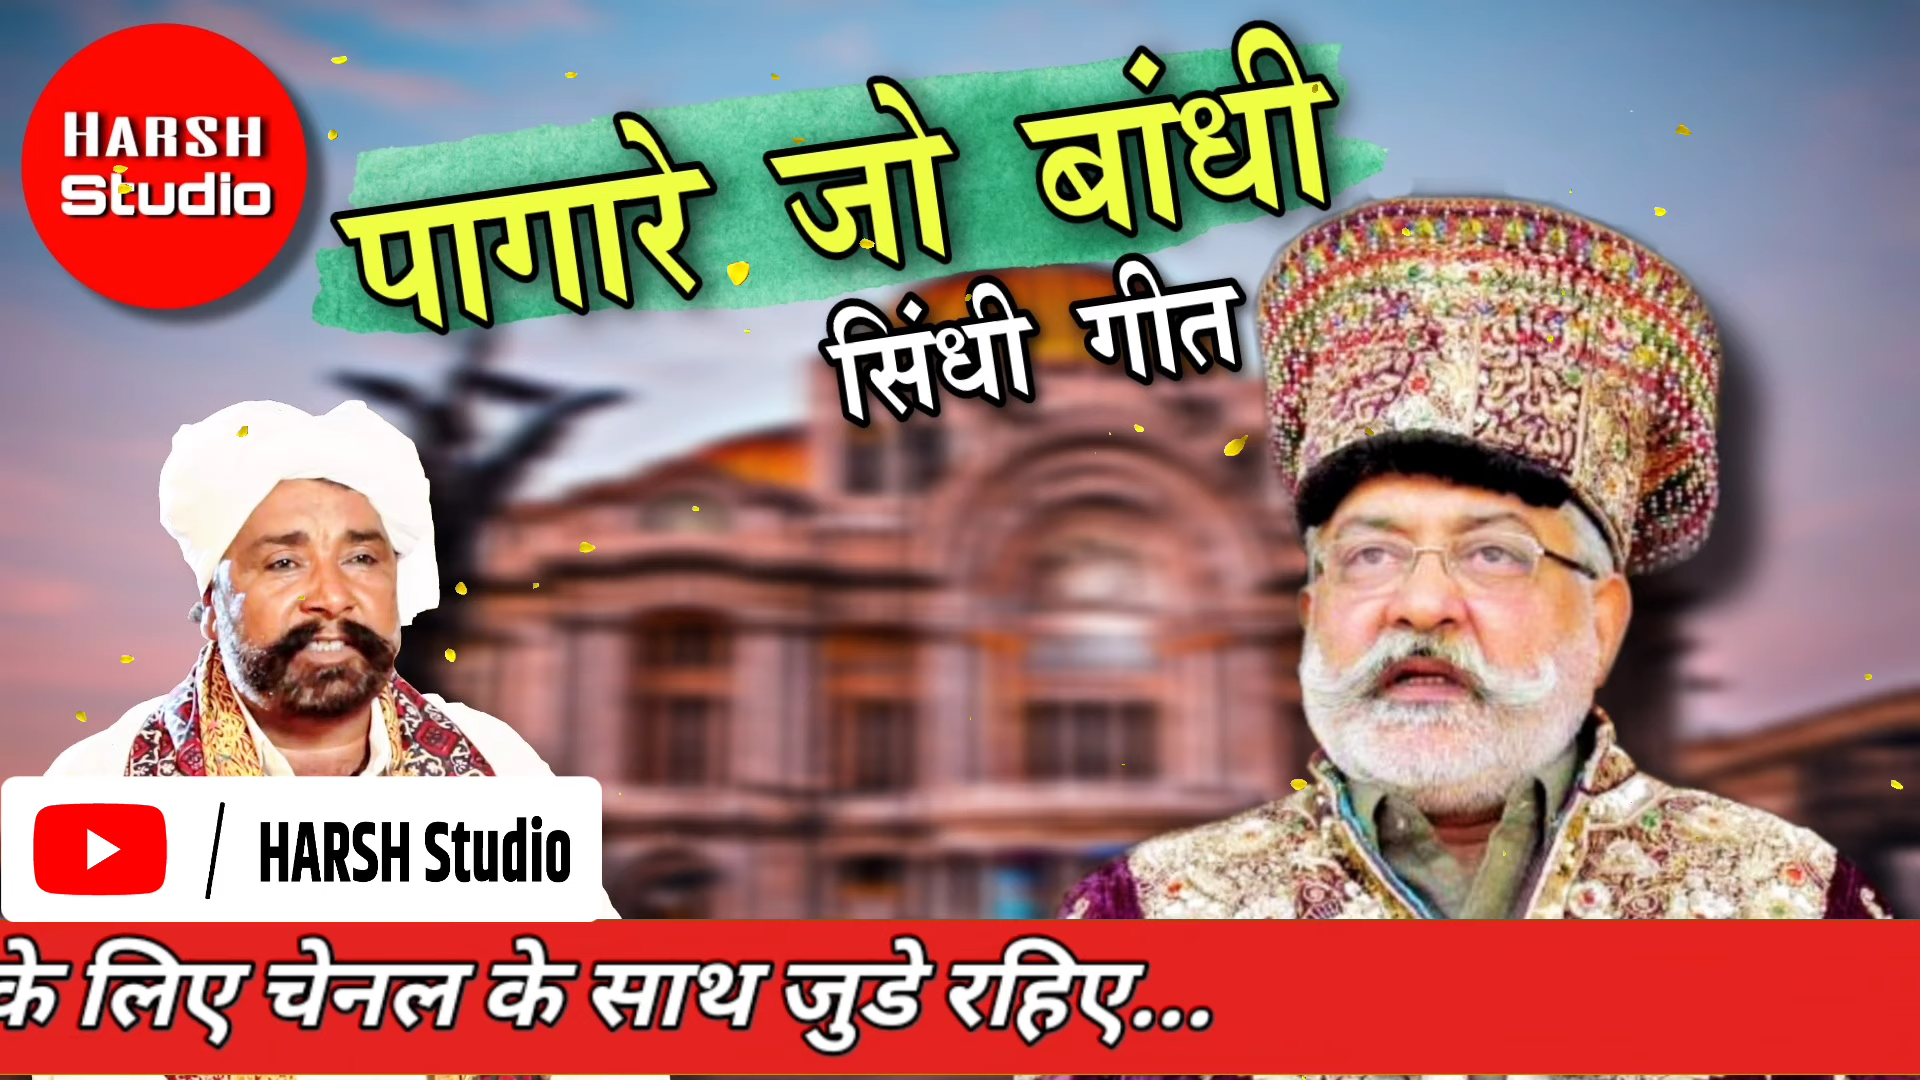 HARSH
Studio
पागारे जो बांधी
सिंधी गीत
HARSH Studio
के लिए चेनल के साथ जुडे रहिए...